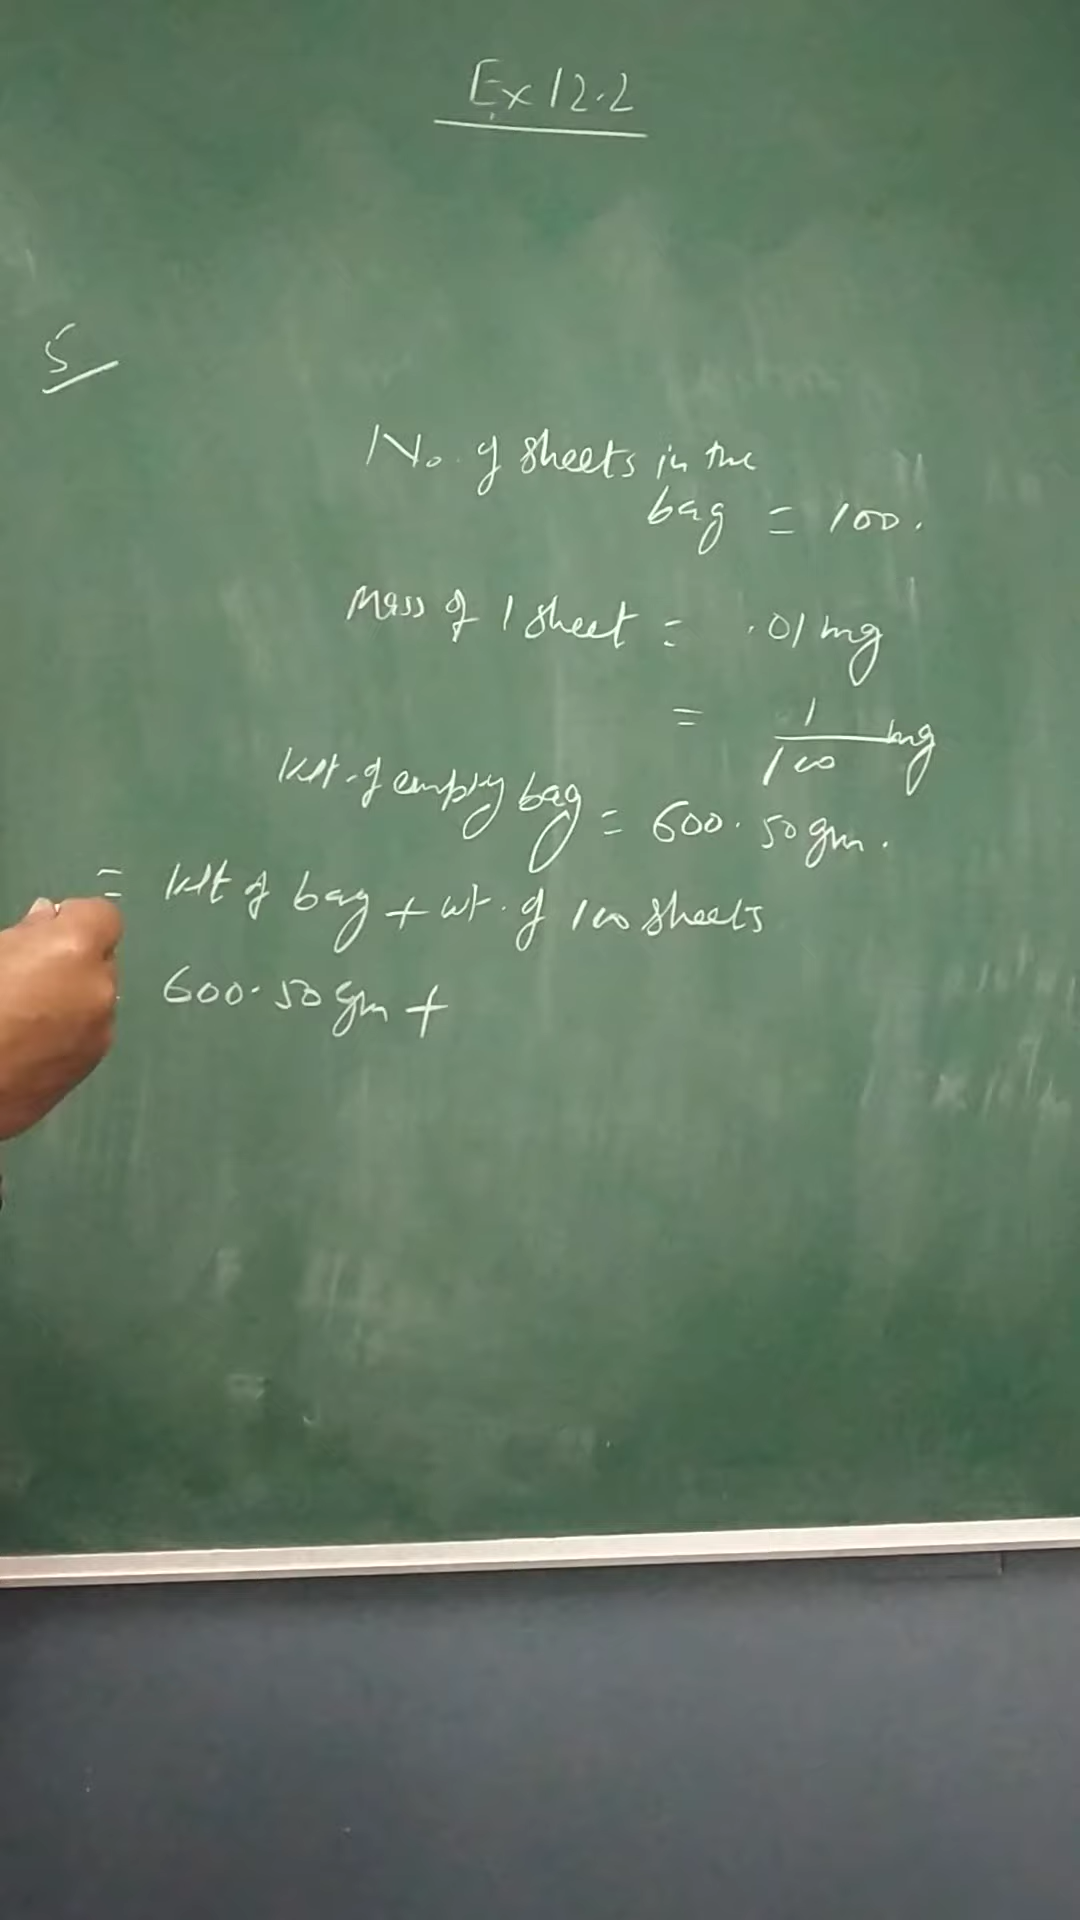 Ex 12.2
5
No. of sheets in the
bag = 100.
Mass of 1 sheet = .01 mg
= 1/100 mg
Wt. of empty bag = 600.50 gm.
= Wt of bag + wt. of 100 sheets
600.50 gm +